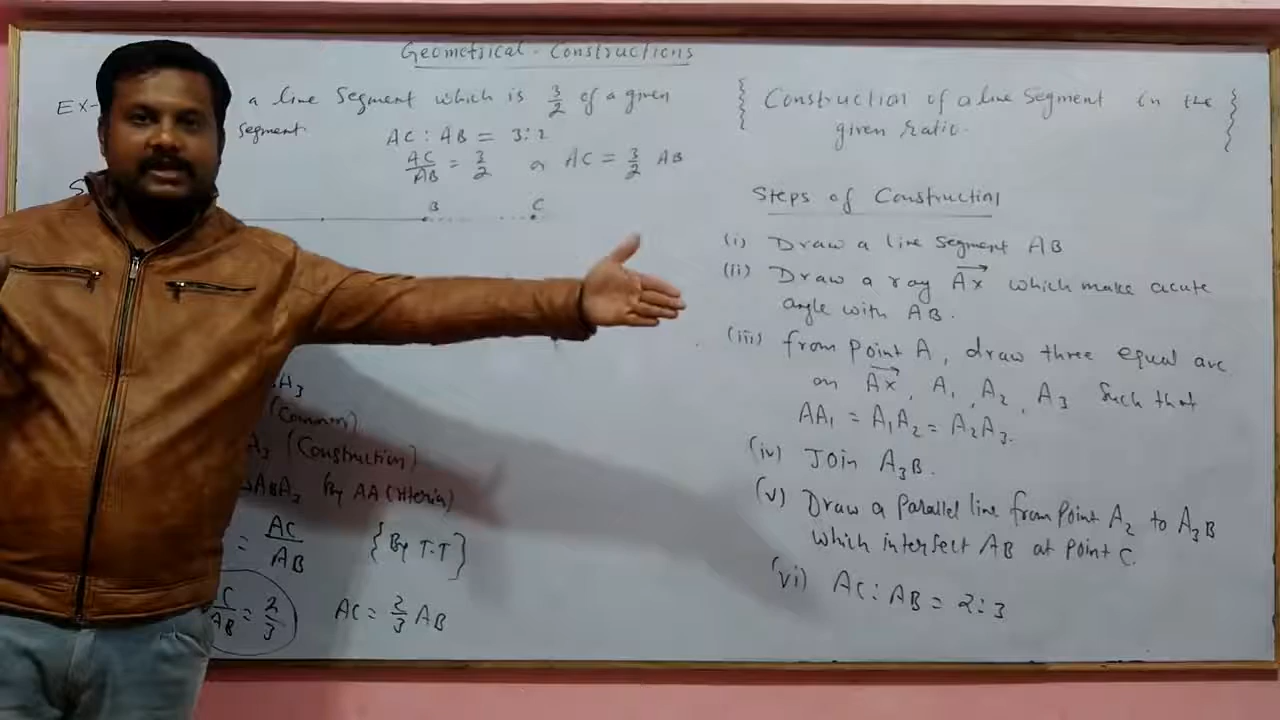 Geometrical - Constructions
Ex-
a line segment which is 3/2 of a given
segment.
AC : AB = 3:2
AC/AB = 3/2 or AC = 3/2 AB
S
B C
A₃
(Common)
A₃ (Construction)
ABA₃ by AA Criteria)
= AC/AB {By T.T}
C/AB = 2/3 AC = 2/3 AB
{ Construction of a line segment in the
given ratio. }
Steps of Construction
(i) Draw a line segment AB
(ii) Draw a ray AX→ which make acute
angle with AB.
(iii) from point A, draw three equal arc
on AX→, A₁, A₂, A₃ such that
AA₁ = A₁A₂ = A₂A₃.
(iv) Join A₃B.
(v) Draw a parallel line from point A₂ to A₃B
which intersect AB at point C.
(vi) AC : AB = 2:3